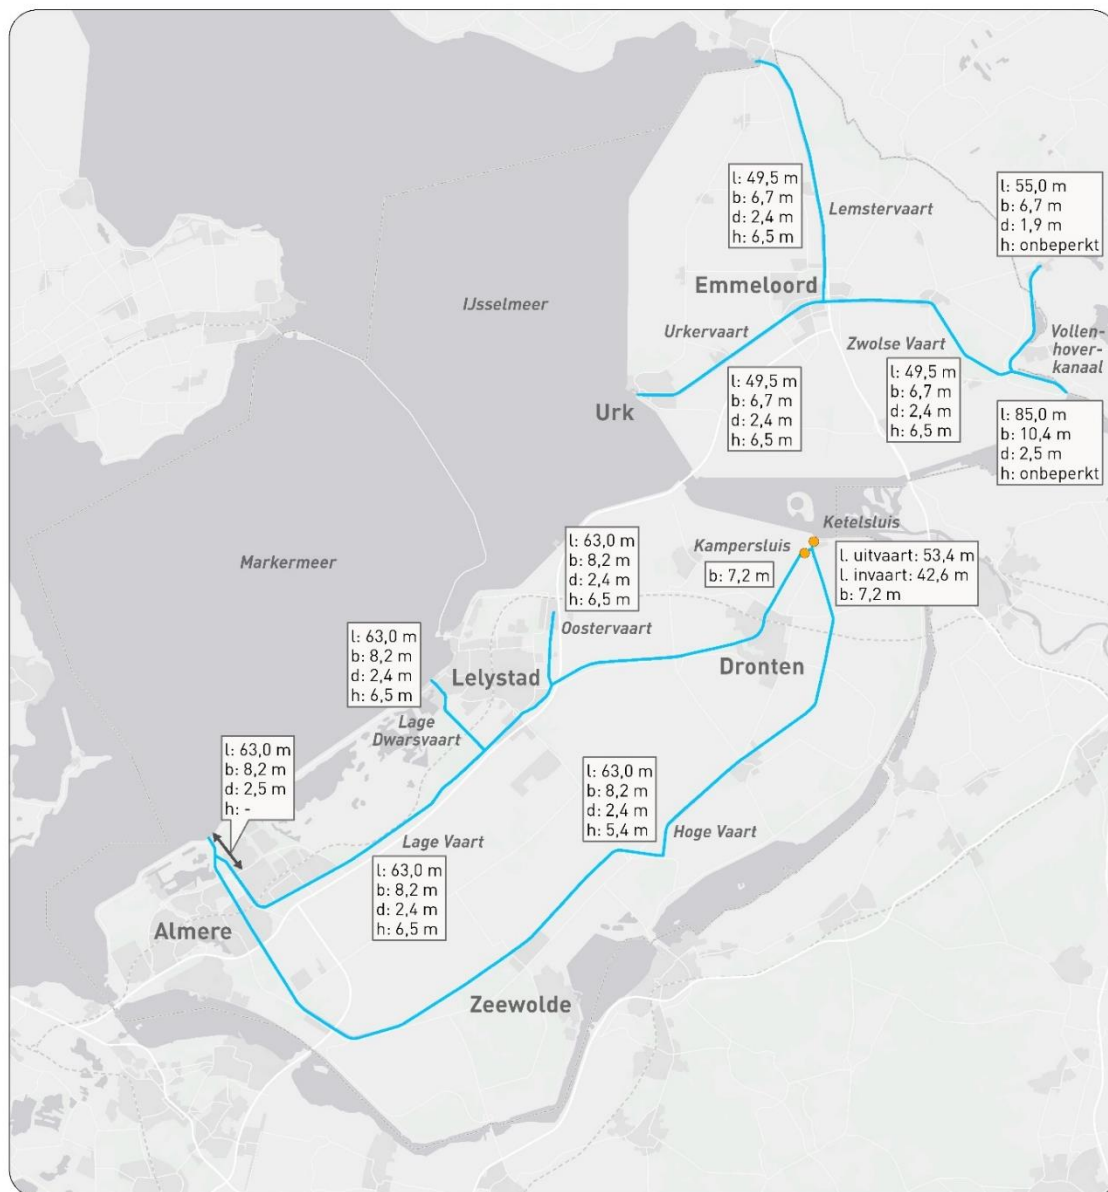 l: 49,5 m
b: 6,7 m
d: 2,4 m
h: 6,5 m
Lemstervaart
l: 55,0 m
b: 6,7 m
d: 1,9 m
h: onbeperkt
Emmeloord
IJsselmeer
Urkervaart
Zwolse Vaart
Vollen-
hover-
kanaal
l: 49,5 m
b: 6,7 m
d: 2,4 m
h: 6,5 m
l: 49,5 m
b: 6,7 m
d: 2,4 m
h: 6,5 m
Urk
l: 85,0 m
b: 10,4 m
d: 2,5 m
h: onbeperkt
Markermeer
l: 63,0 m
b: 8,2 m
d: 2,4 m
h: 6,5 m
Kampersluis
b: 7,2 m
Ketelsluis
l. uitvaart: 53,4 m
l. invaart: 42,6 m
b: 7,2 m
Oostervaart
l: 63,0 m
b: 8,2 m
d: 2,4 m
h: 6,5 m
Lelystad
Dronten
Lage
Dwarsvaart
l: 63,0 m
b: 8,2 m
d: 2,5 m
h: -
l: 63,0 m
b: 8,2 m
d: 2,4 m
h: 5,4 m
Hoge Vaart
Lage Vaart
l: 63,0 m
b: 8,2 m
d: 2,4 m
h: 6,5 m
Almere
Zeewolde